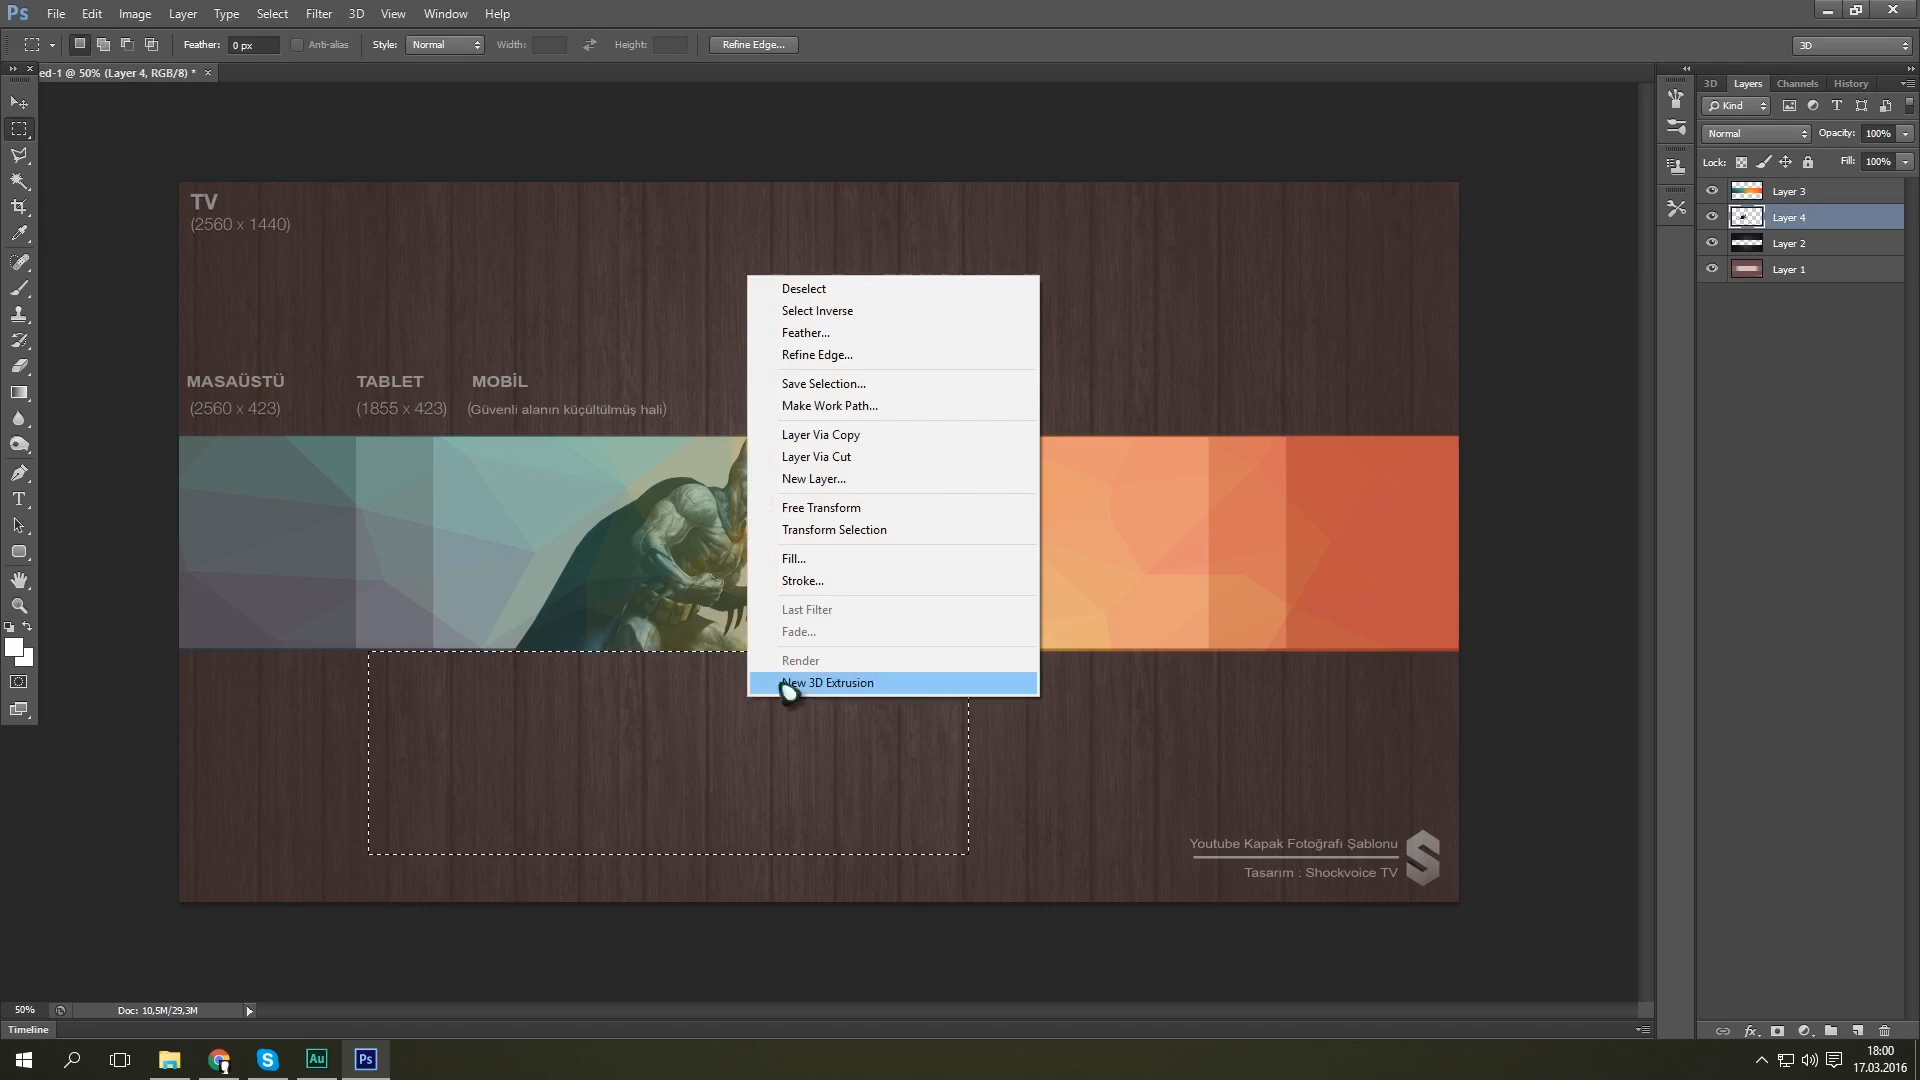 Ps File Edit Image Layer Type Select Filter 3D View Window Help
Feather: 0 px Anti-alias Style: Normal Width: Height: Refine Edge... 3D
ed-1 @ 50% (Layer 4, RGB/8) * ×
3D Layers Channels History
Kind
Normal Opacity: 100%
Lock: Fill: 100%
Layer 3
Layer 4
Layer 2
Layer 1
TV
(2560 x 1440)
MASAÜSTÜ TABLET MOBİL
(2560 x 423) (1855 x 423) (Güvenli alanın küçültülmüş hali)
Deselect
Select Inverse
Feather...
Refine Edge...
Save Selection...
Make Work Path...
Layer Via Copy
Layer Via Cut
New Layer...
Free Transform
Transform Selection
Fill...
Stroke...
Last Filter
Fade...
Render
New 3D Extrusion
Youtube Kapak Fotoğrafı Şablonu
Tasarım : Shockvoice TV
50% Doc: 10,5M/29,3M
Timeline
fx
Au Ps
18:00
17.03.2016